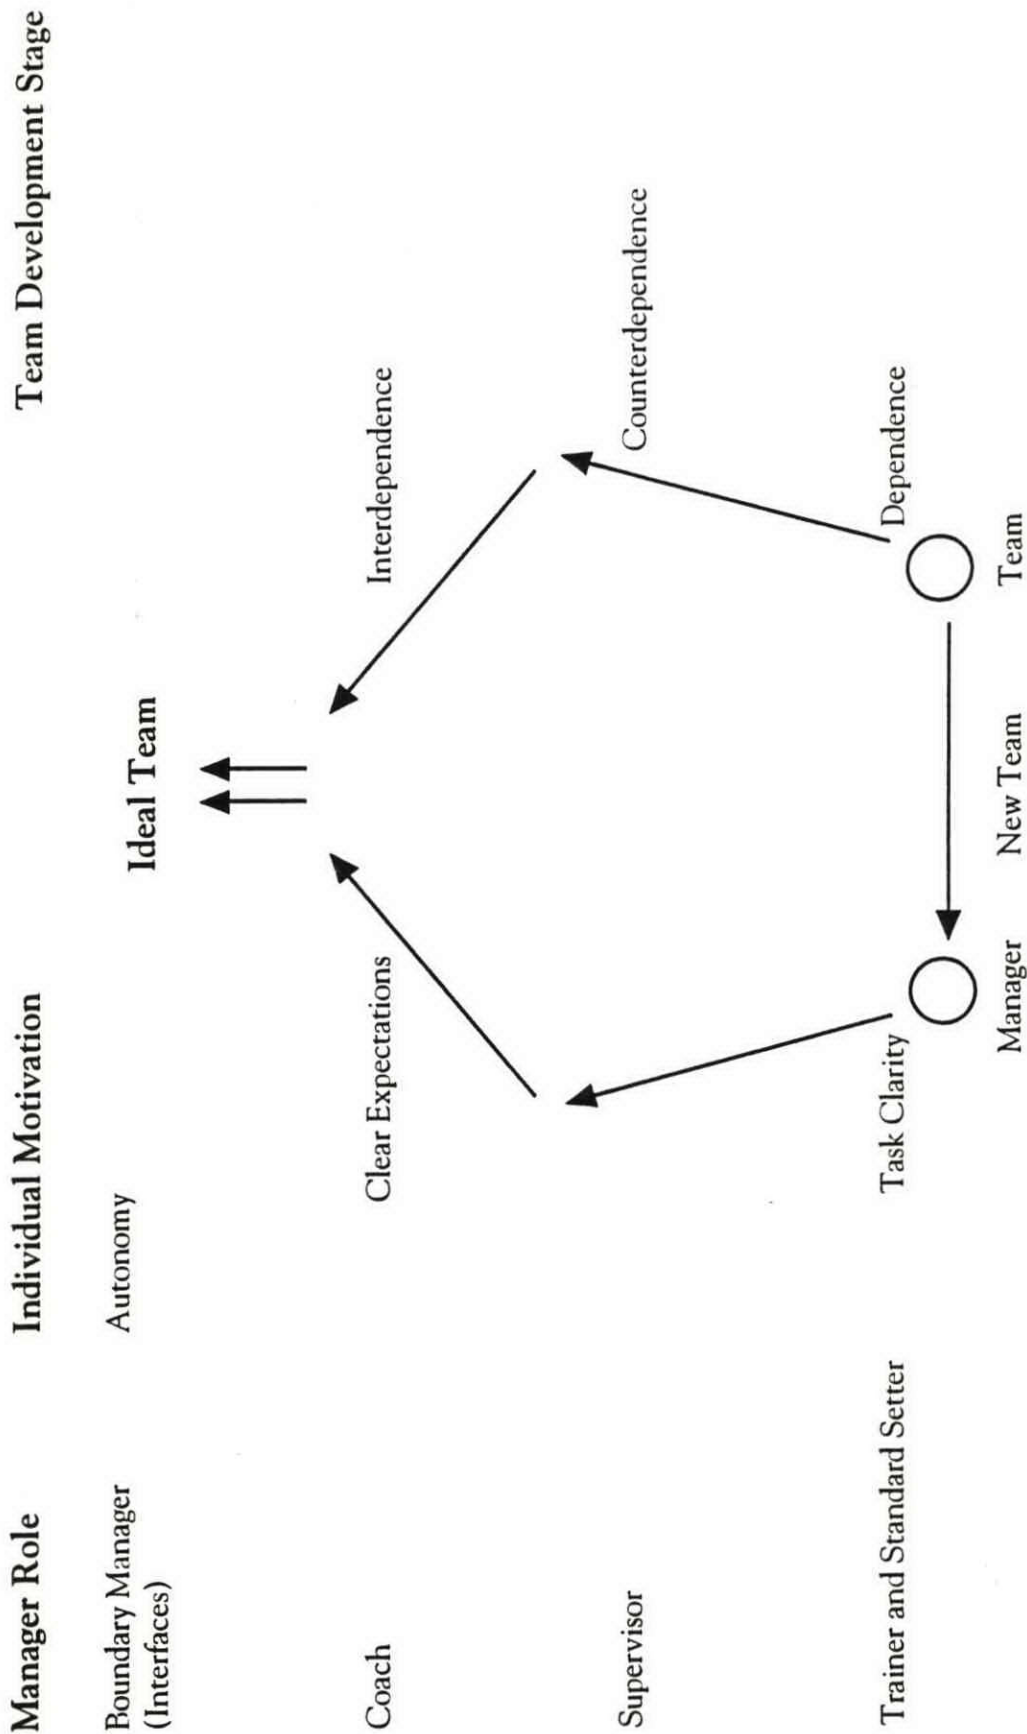 Manager Role
Individual Motivation
Team Development Stage
Boundary Manager
(Interfaces)
Autonomy
Ideal Team
Coach
Clear Expectations
Interdependence
Supervisor
Counterdependence
Trainer and Standard Setter
Task Clarity
Dependence
Manager
New Team
Team